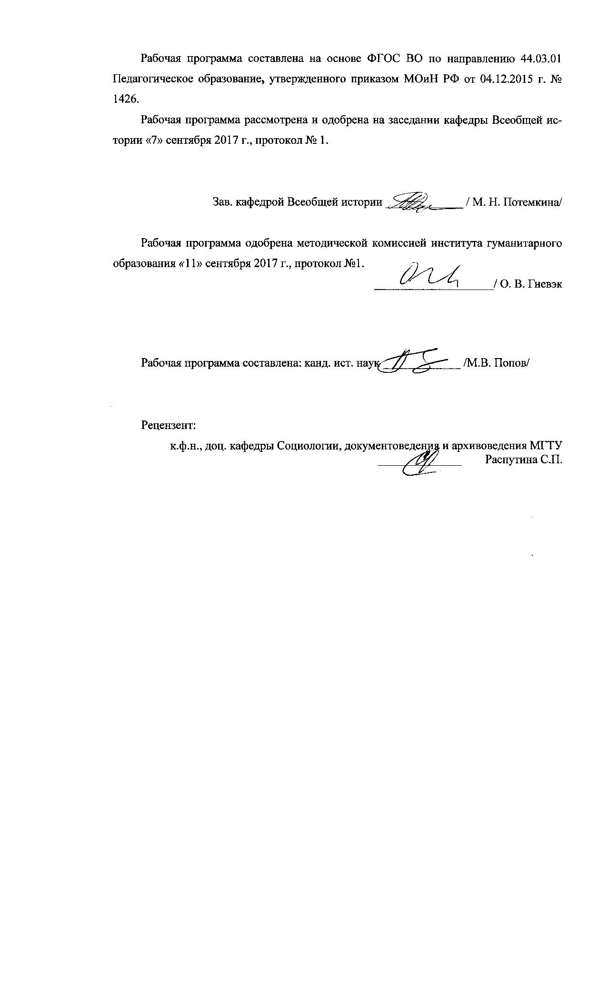 Рабочая программа составлена на основе ФГОС ВО по направлению 44.03.01
Педагогическое образование, утвержденного приказом МОиН РФ от 04.12.2015 г. №
1426.
Рабочая программа рассмотрена и одобрена на заседании кафедры Всеобщей ис-
тории «7» сентября 2017 г., протокол № 1.
Зав. кафедрой Всеобщей истории / М. Н. Потемкина/
Рабочая программа одобрена методической комиссией института гуманитарного
образования «11» сентября 2017 г., протокол №1.
/ О. В. Гневэк
Рабочая программа составлена: канд. ист. наук /М.В. Попов/
Рецензент:
к.ф.н., доц. кафедры Социологии, документоведения и архивоведения МГТУ
Распутина С.П.